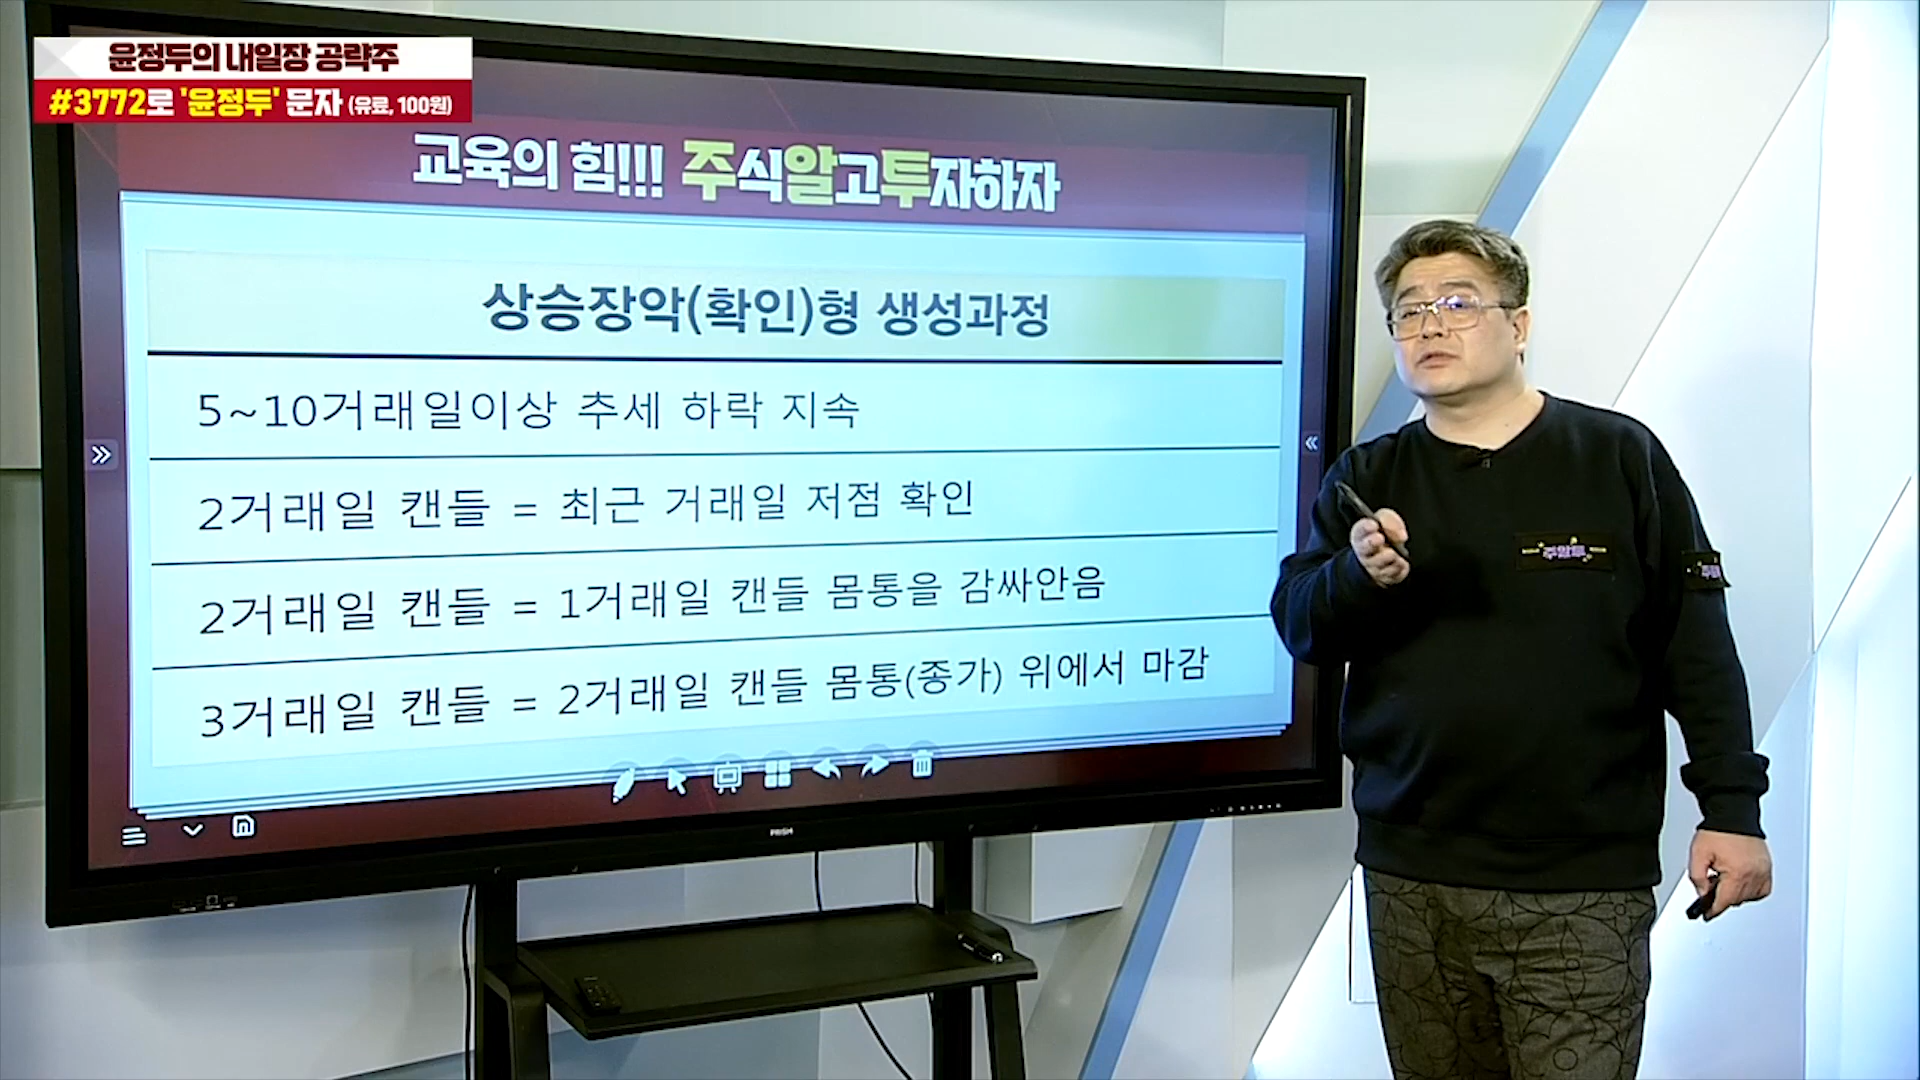 윤정두의 내일장 공략주
#3772로 '윤정두' 문자 (유료, 100원)
교육의 힘!!! 주식알고투자하자
상승장악(확인)형 생성과정
5~10거래일이상 추세 하락 지속
2거래일 캔들 = 최근 거래일 저점 확인
2거래일 캔들 = 1거래일 캔들 몸통을 감싸안음
3거래일 캔들 = 2거래일 캔들 몸통(종가) 위에서 마감
PRISM
주알투